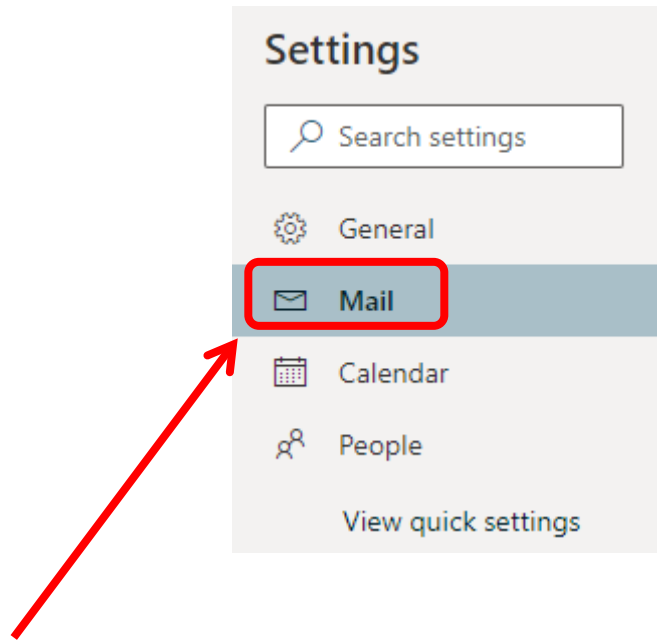 Settings
Search settings
General
Mail
Calendar
People
View quick settings